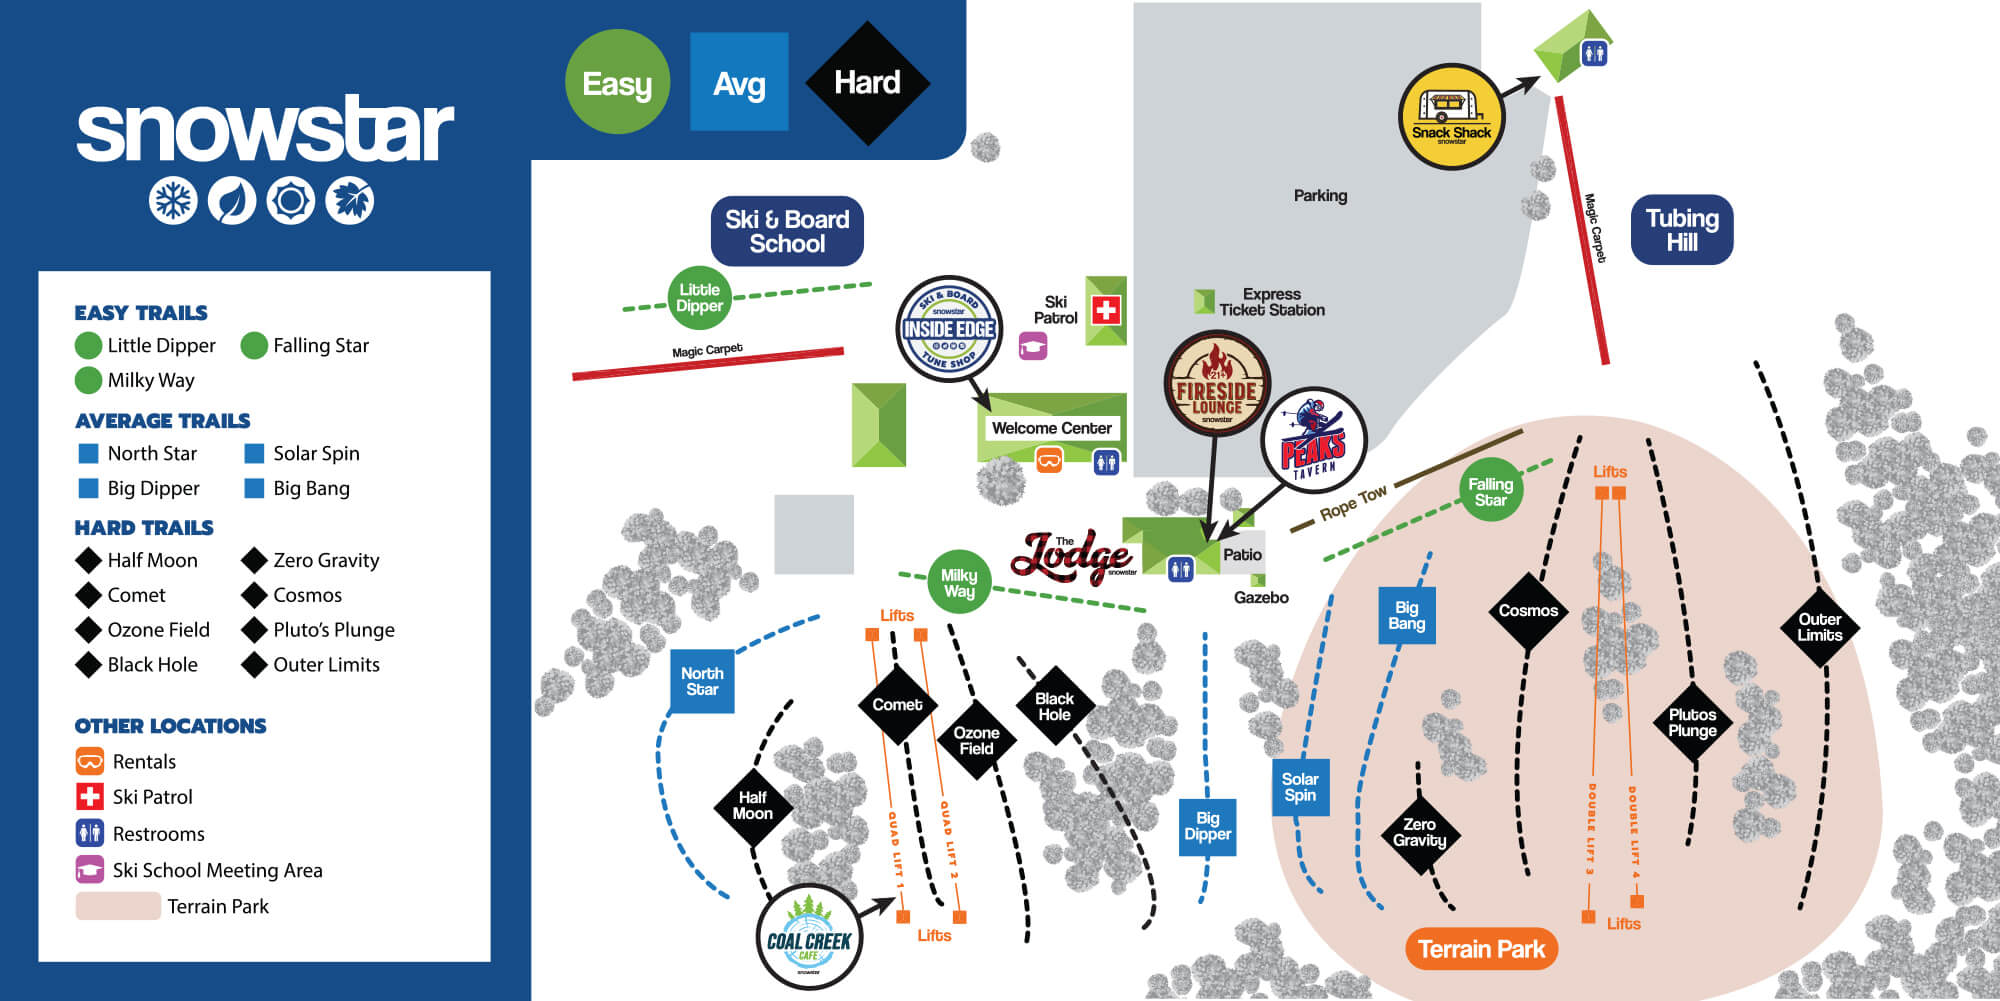 snowstar
Easy
Avg
Hard
EASY TRAILS
Little Dipper
Falling Star
Milky Way
AVERAGE TRAILS
North Star
Solar Spin
Big Dipper
Big Bang
HARD TRAILS
Half Moon
Zero Gravity
Comet
Cosmos
Ozone Field
Pluto's Plunge
Black Hole
Outer Limits
OTHER LOCATIONS
Rentals
Ski Patrol
Restrooms
Ski School Meeting Area
Terrain Park
Ski & Board
School
Little
Dipper
Magic Carpet
SKI & BOARD
snowstar
INSIDE EDGE
TUNE SHOP
Ski
Patrol
Welcome Center
Parking
Express
Ticket Station
21+
FIRESIDE
LOUNGE
snowstar
PEAKS
TAVERN
Snack Shack
snowstar
Magic Carpet
Tubing
Hill
Rope Tow
Falling
Star
The
Lodge
snowstar
Patio
Gazebo
Milky
Way
Lifts
North
Star
Comet
Ozone
Field
Black
Hole
Half
Moon
QUAD LIFT 1
QUAD LIFT 2
COAL CREEK
CAFE
snowstar
Lifts
Big
Dipper
Solar
Spin
Big
Bang
Zero
Gravity
Cosmos
Lifts
DOUBLE LIFT 3
DOUBLE LIFT 4
Lifts
Plutos
Plunge
Outer
Limits
Terrain Park